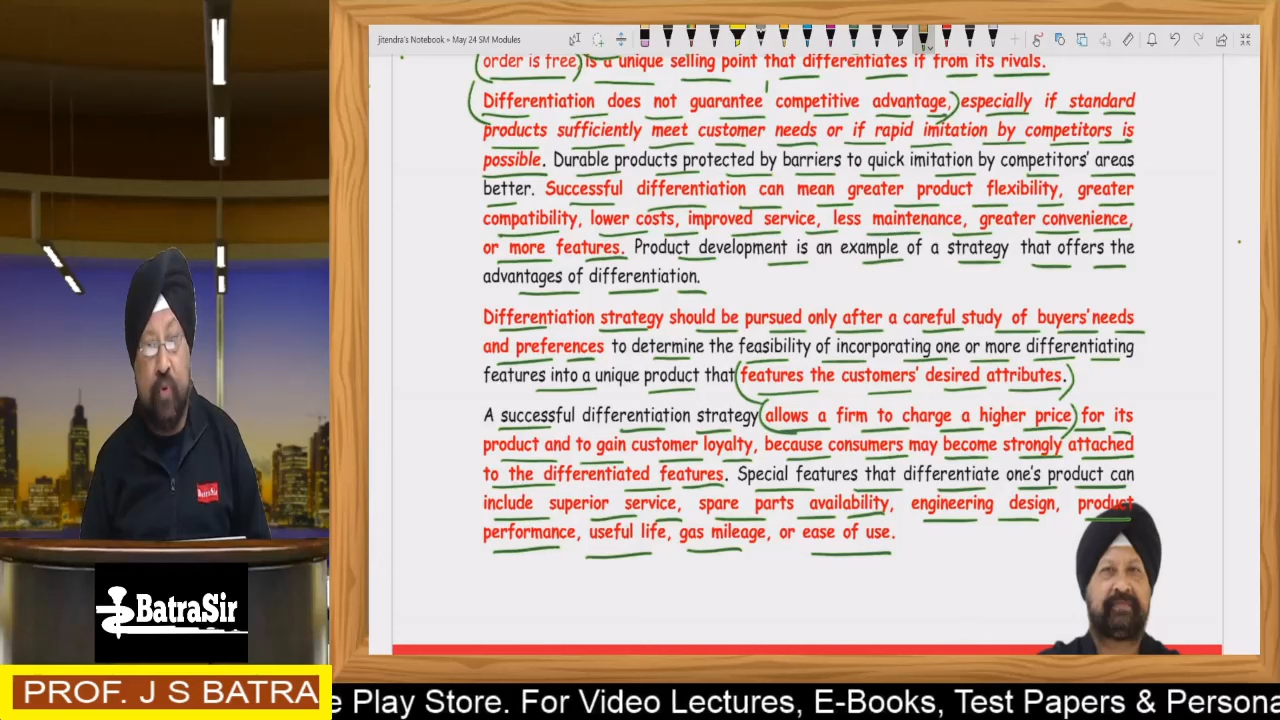 jitendra's Notebook » May 24 SM Modules
order is free) is a unique selling point that differentiates if from its rivals.
Differentiation does not guarantee competitive advantage, especially if standard
products sufficiently meet customer needs or if rapid imitation by competitors is
possible. Durable products protected by barriers to quick imitation by competitors' areas
better. Successful differentiation can mean greater product flexibility, greater
compatibility, lower costs, improved service, less maintenance, greater convenience,
or more features. Product development is an example of a strategy that offers the
advantages of differentiation.
Differentiation strategy should be pursued only after a careful study of buyers' needs
and preferences to determine the feasibility of incorporating one or more differentiating
features into a unique product that features the customers' desired attributes.
A successful differentiation strategy allows a firm to charge a higher price for its
product and to gain customer loyalty, because consumers may become strongly attached
to the differentiated features. Special features that differentiate one's product can
include superior service, spare parts availability, engineering design, product
performance, useful life, gas mileage, or ease of use.
BatraSir
BatraSir
PROF. J S BATRA
e Play Store. For Video Lectures, E-Books, Test Papers & Persona